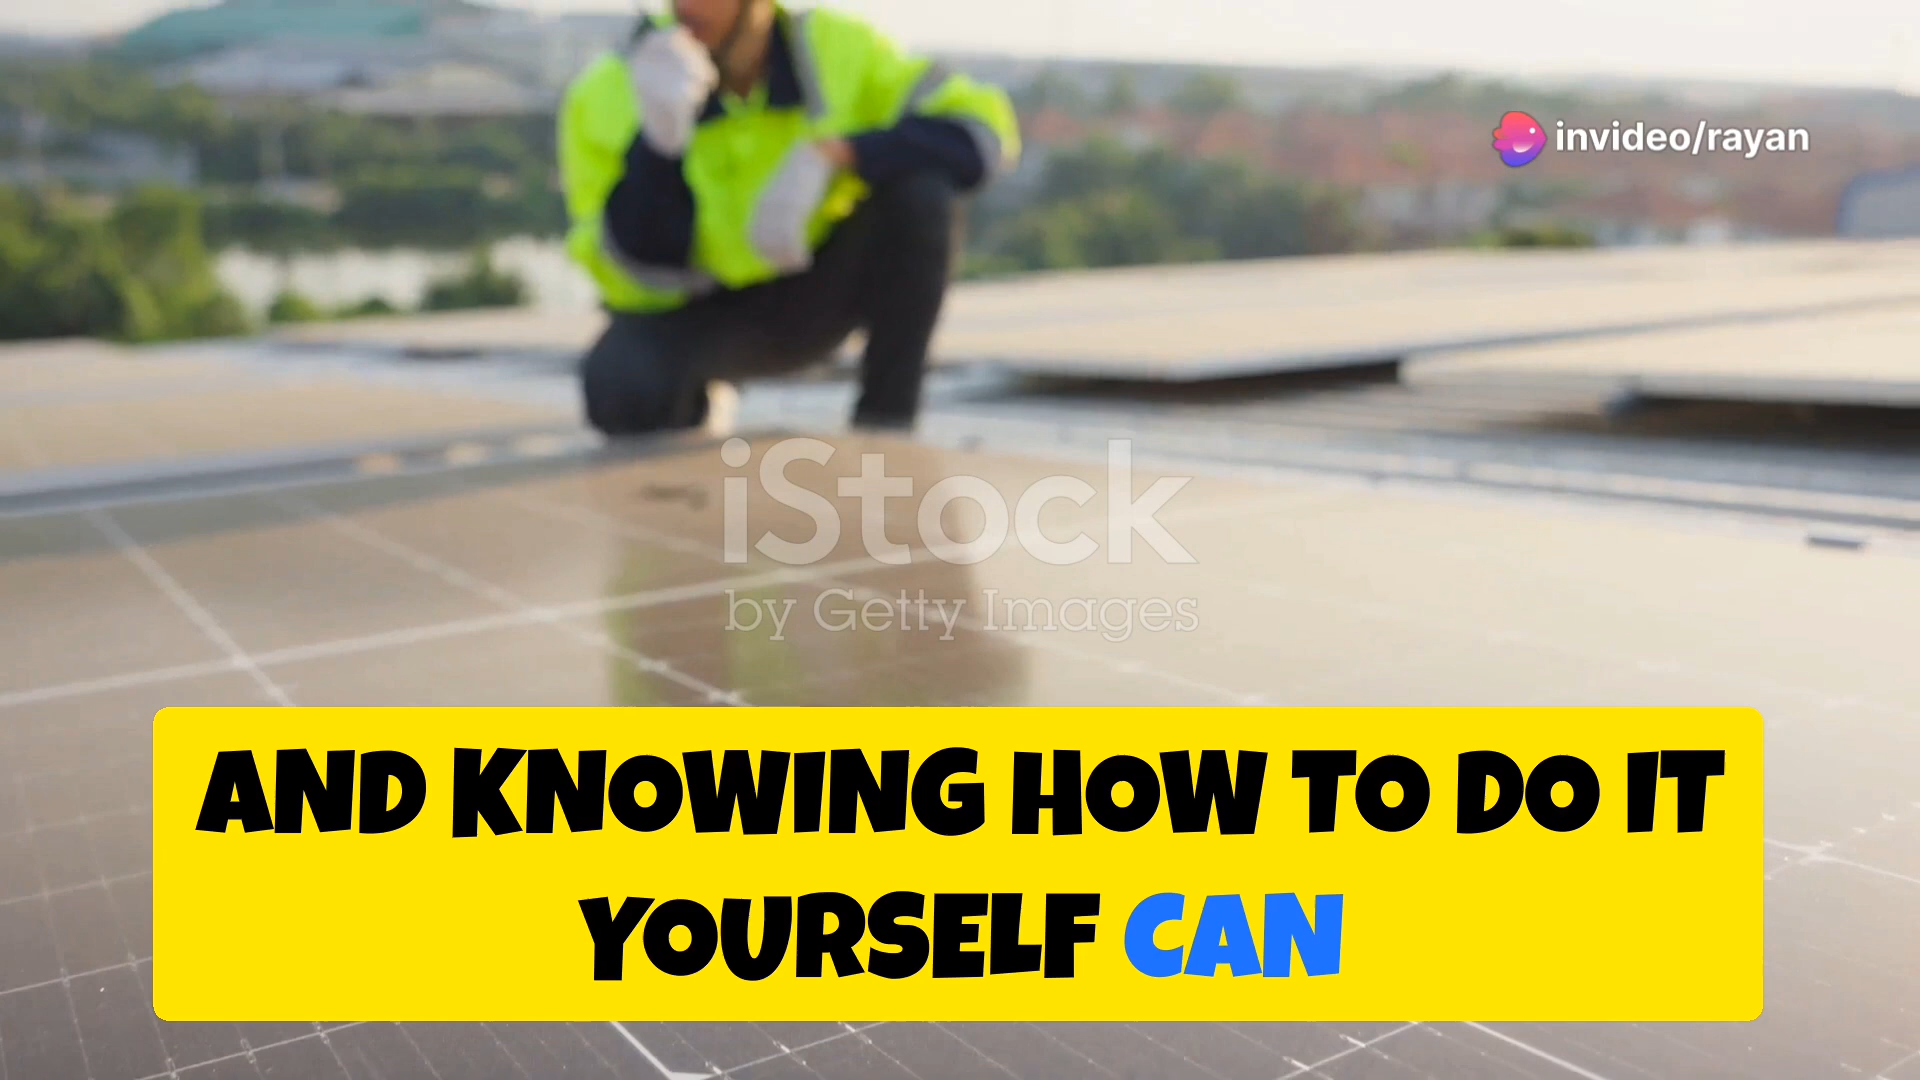 invideo/rayan
iStock
by Getty Images
AND KNOWING HOW TO DO IT
YOURSELF CAN